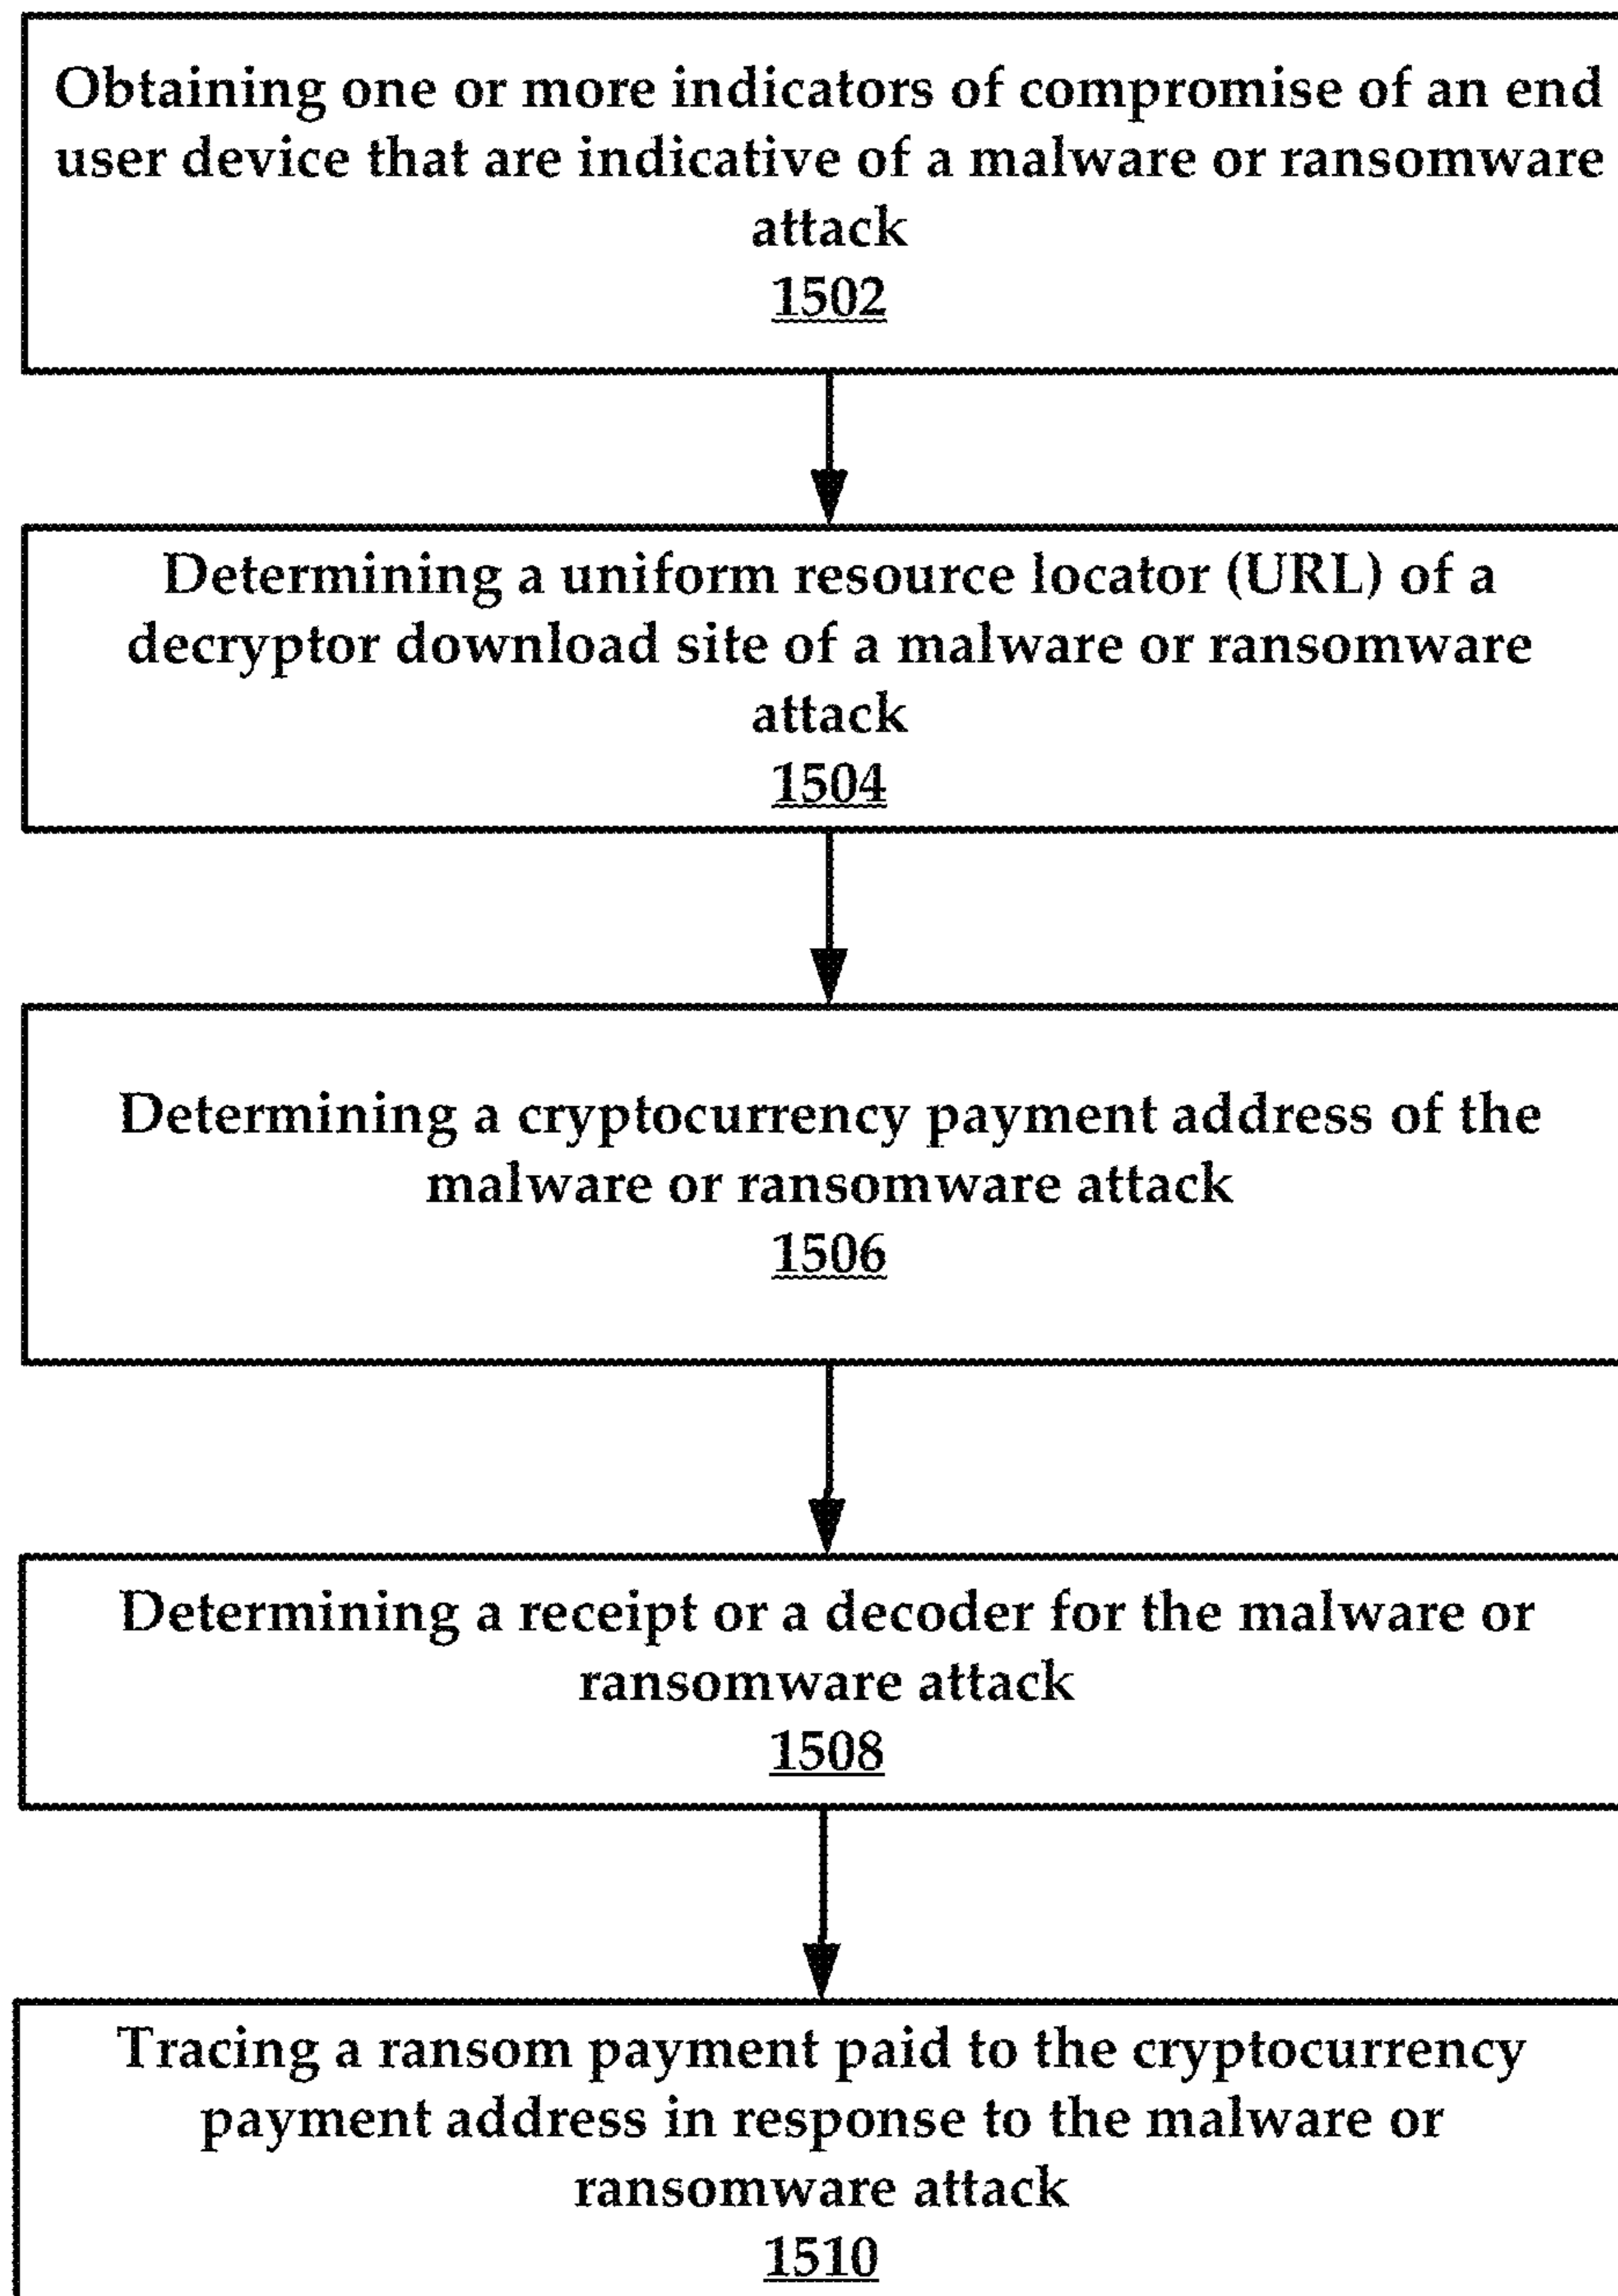 Obtaining one or more indicators of compromise of an end
user device that are indicative of a malware or ransomware
attack
1502
Determining a uniform resource locator (URL) of a
decryptor download site of a malware or ransomware
attack
1504
Determining a cryptocurrency payment address of the
malware or ransomware attack
1506
Determining a receipt or a decoder for the malware or
ransomware attack
1508
Tracing a ransom payment paid to the cryptocurrency
payment address in response to the malware or
ransomware attack
1510